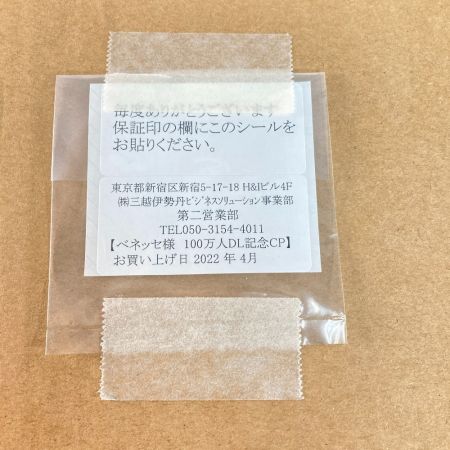 毎度ありがとうございます
保証印の欄にこのシールを
お貼りください。
東京都新宿区新宿5-17-18 H&Iビル4F
㈱三越伊勢丹ﾋﾞｼﾞﾈｽｿﾘｭｰｼｮﾝ事業部
第二営業部
TEL050-3154-4011
【ベネッセ様 100万人DL記念CP】
お買い上げ日 2022 年 4月